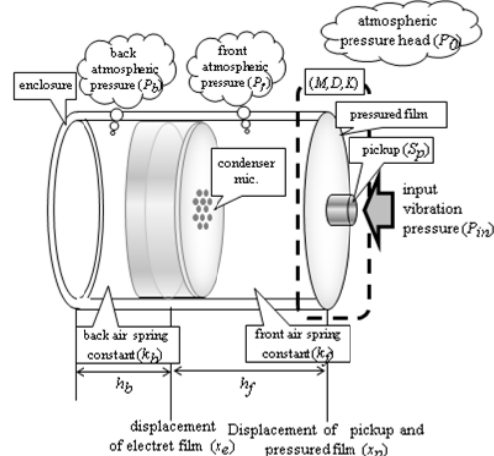 atmospheric
pressure head (P0)
back
atmospheric
pressure (Pb)
front
atmospheric
pressure (Pf)
enclosure
(M,D,K)
pressured film
pickup (Sp)
condenser
mic.
input
vibration
pressure (Pin)
back air spring
constant (kb)
front air spring
constant (kf)
hb
hf
displacement
of electret film (xe)
Displacement of pickup and
pressured film (xp)